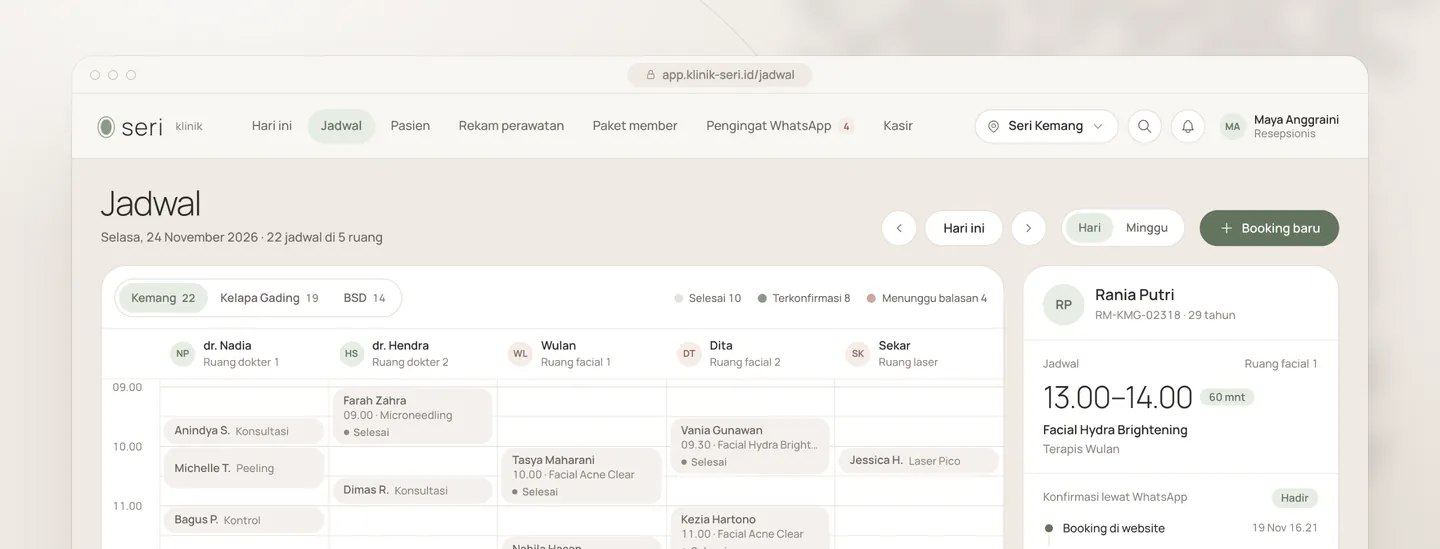 app.klinik-seri.id/jadwal
seri klinik
Hari ini
Jadwal
Pasien
Rekam perawatan
Paket member
Pengingat WhatsApp 4
Kasir
Seri Kemang
MA
Maya Anggraini
Resepsionis
Jadwal
Selasa, 24 November 2026 · 22 jadwal di 5 ruang
Hari ini
Hari
Minggu
+ Booking baru
Kemang 22
Kelapa Gading 19
BSD 14
Selesai 10
Terkonfirmasi 8
Menunggu balasan 4
NP
dr. Nadia
Ruang dokter 1
HS
dr. Hendra
Ruang dokter 2
WL
Wulan
Ruang facial 1
DT
Dita
Ruang facial 2
SK
Sekar
Ruang laser
09.00
10.00
11.00
Anindya S. Konsultasi
Michelle T. Peeling
Bagus P. Kontrol
Farah Zahra
09.00 · Microneedling
Selesai
Dimas R. Konsultasi
Tasya Maharani
10.00 · Facial Acne Clear
Selesai
Nabila Hasan
Vania Gunawan
09.30 · Facial Hydra Bright…
Selesai
Kezia Hartono
11.00 · Facial Acne Clear
Selesai
Jessica H. Laser Pico
RP
Rania Putri
RM-KMG-02318 · 29 tahun
Jadwal
Ruang facial 1
13.00–14.00
60 mnt
Facial Hydra Brightening
Terapis Wulan
Konfirmasi lewat WhatsApp
Hadir
Booking di website
19 Nov 16.21